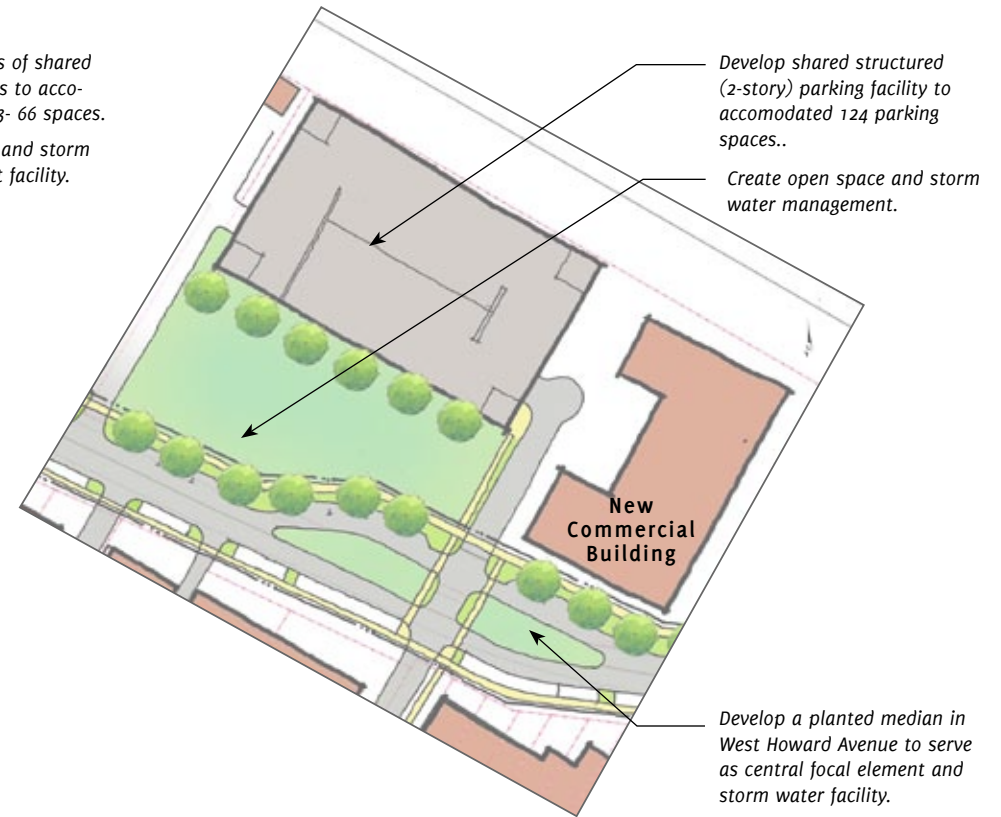 s of shared
s to acco-
3- 66 spaces.
and storm
t facility.
Develop shared structured
(2-story) parking facility to
accomodated 124 parking
spaces..
Create open space and storm
water management.
New
Commercial
Building
Develop a planted median in
West Howard Avenue to serve
as central focal element and
storm water facility.